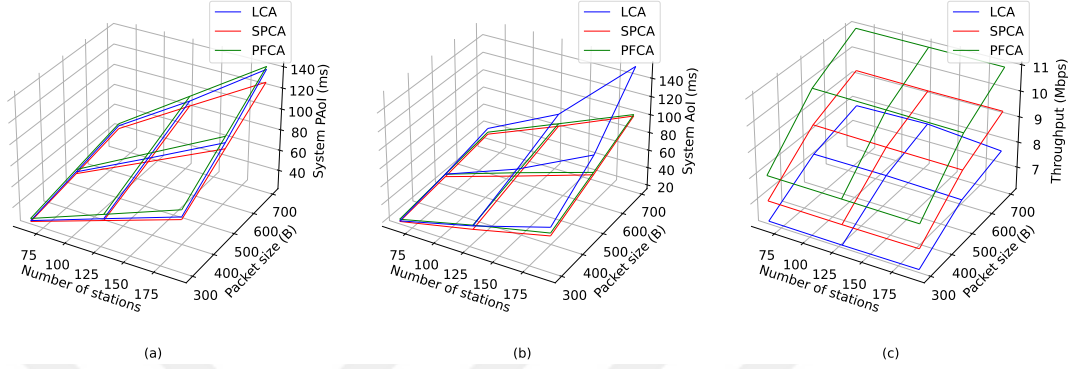 LCA
SPCA
PFCA
140
120
100
80
60
40
System PAoI (ms)
75
100
125
150
175
Number of stations
300
400
500
600
700
Packet size (B)
(a)
LCA
SPCA
PFCA
140
120
100
80
60
40
20
System AoI (ms)
75
100
125
150
175
Number of stations
300
400
500
600
700
Packet size (B)
(b)
LCA
SPCA
PFCA
11
10
9
8
7
Throughput (Mbps)
75
100
125
150
175
Number of stations
300
400
500
600
700
Packet size (B)
(c)